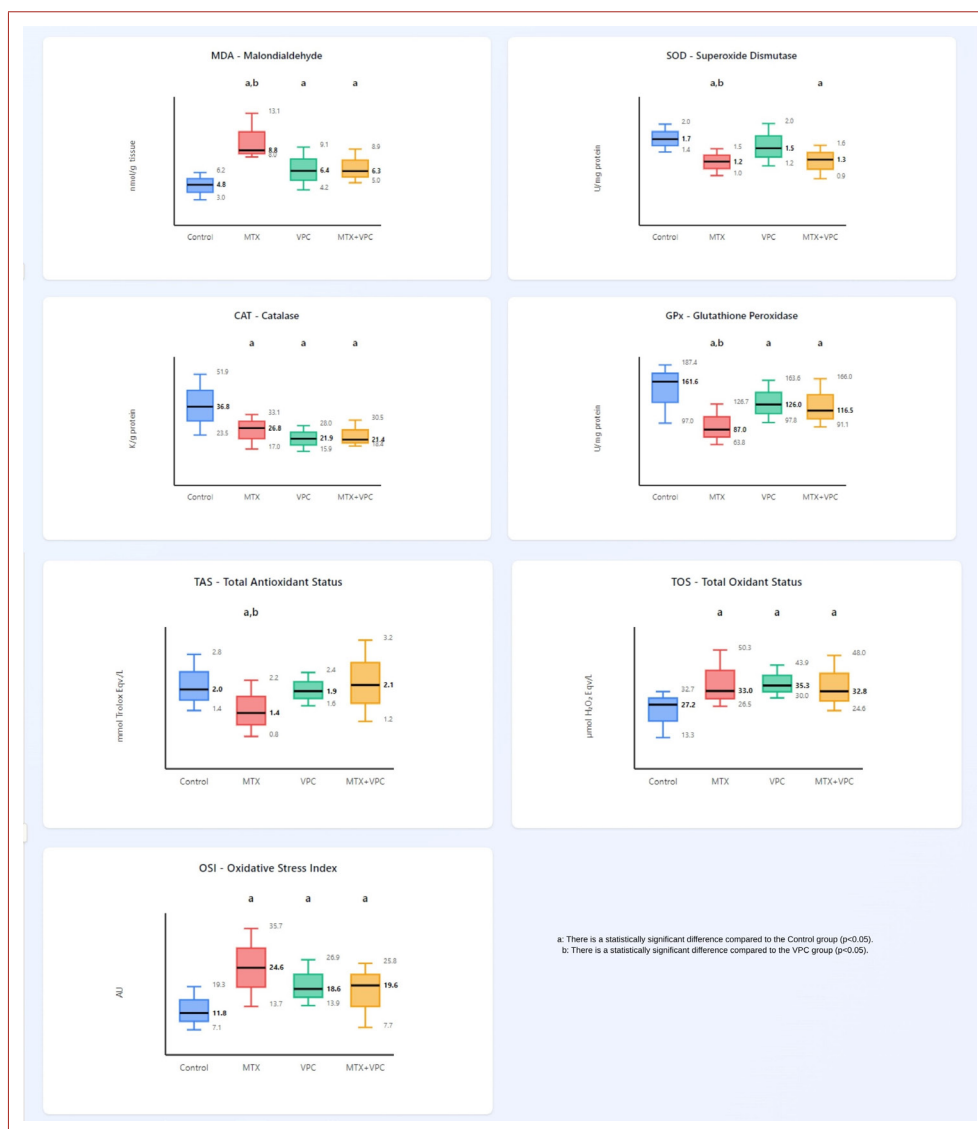 MDA - Malondialdehyde
a,b a a
nmol/g tissue
6.2
4.8
3.0
13.1
8.8
8.0
9.1
6.4
4.2
8.9
6.3
5.0
Control MTX VPC MTX+VPC
SOD - Superoxide Dismutase
a,b a
U/mg protein
2.0
1.7
1.4
1.5
1.2
1.0
2.0
1.5
1.2
1.6
1.3
0.9
Control MTX VPC MTX+VPC
CAT - Catalase
a a a
K/g protein
51.9
36.8
23.5
33.1
26.8
17.0
28.0
21.9
15.9
30.5
21.4
Control MTX VPC MTX+VPC
GPx - Glutathione Peroxidase
a,b a a
U/mg protein
187.4
161.6
97.0
126.7
87.0
63.8
163.6
126.0
97.8
166.0
116.5
91.1
Control MTX VPC MTX+VPC
TAS - Total Antioxidant Status
a,b
mmol Trolox Eqv./L
2.8
2.0
1.4
2.2
1.4
0.8
2.4
1.9
1.6
3.2
2.1
1.2
Control MTX VPC MTX+VPC
TOS - Total Oxidant Status
a a a
µmol H₂O₂ Eqv/L
32.7
27.2
13.3
50.3
33.0
26.5
43.9
35.3
30.0
48.0
32.8
24.6
Control MTX VPC MTX+VPC
OSI - Oxidative Stress Index
a a a
AU
19.3
11.8
7.1
35.7
24.6
13.7
26.9
18.6
13.9
25.8
19.6
7.7
Control MTX VPC MTX+VPC
a: There is a statistically significant difference compared to the Control group (p<0.05).
b: There is a statistically significant difference compared to the VPC group (p<0.05).